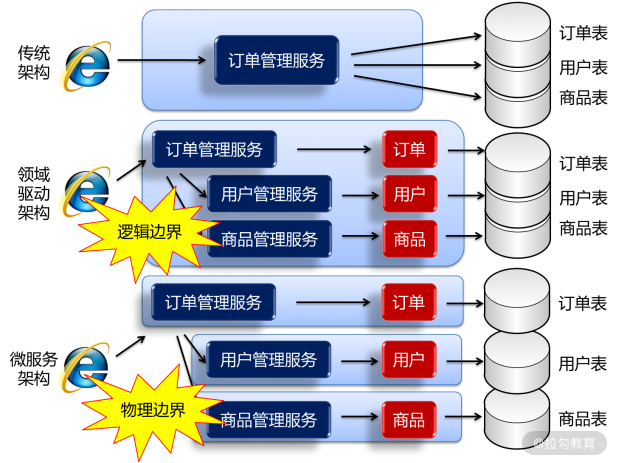 传统
架构
订单管理服务
订单表
用户表
商品表
领域
驱动
架构
订单管理服务
订单
用户管理服务
用户
商品管理服务
商品
逻辑边界
订单表
用户表
商品表
微服务
架构
订单管理服务
订单
订单表
用户管理服务
用户
用户表
商品管理服务
商品
商品表
物理边界
@拉勾教育